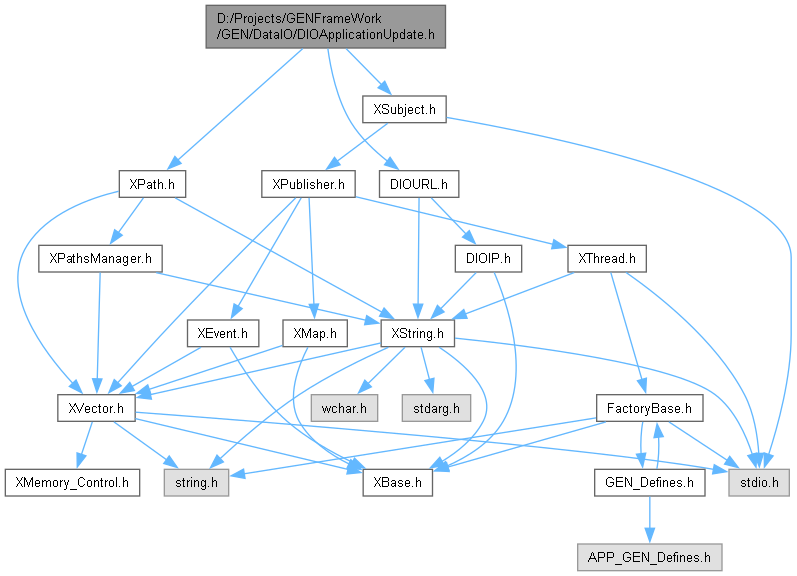 D:/Projects/GENFrameWork
/GEN/DataIO/DIOApplicationUpdate.h
XSubject.h
XPath.h
XPublisher.h
DIOURL.h
XPathsManager.h
DIOIP.h
XThread.h
XEvent.h
XMap.h
XString.h
XVector.h
wchar.h
stdarg.h
FactoryBase.h
XMemory_Control.h
string.h
XBase.h
GEN_Defines.h
stdio.h
APP_GEN_Defines.h